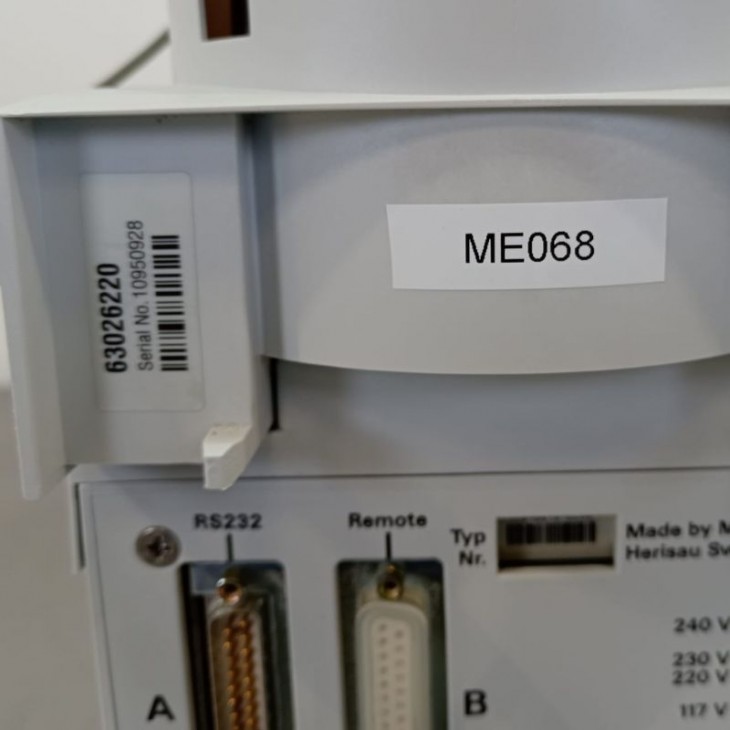 63026220
Serial No. 10950928
ME068
RS232
Remote
Typ
Nr.
Made by M
Herisau Sw
240 V
230 V
220 V
117 V
A
B